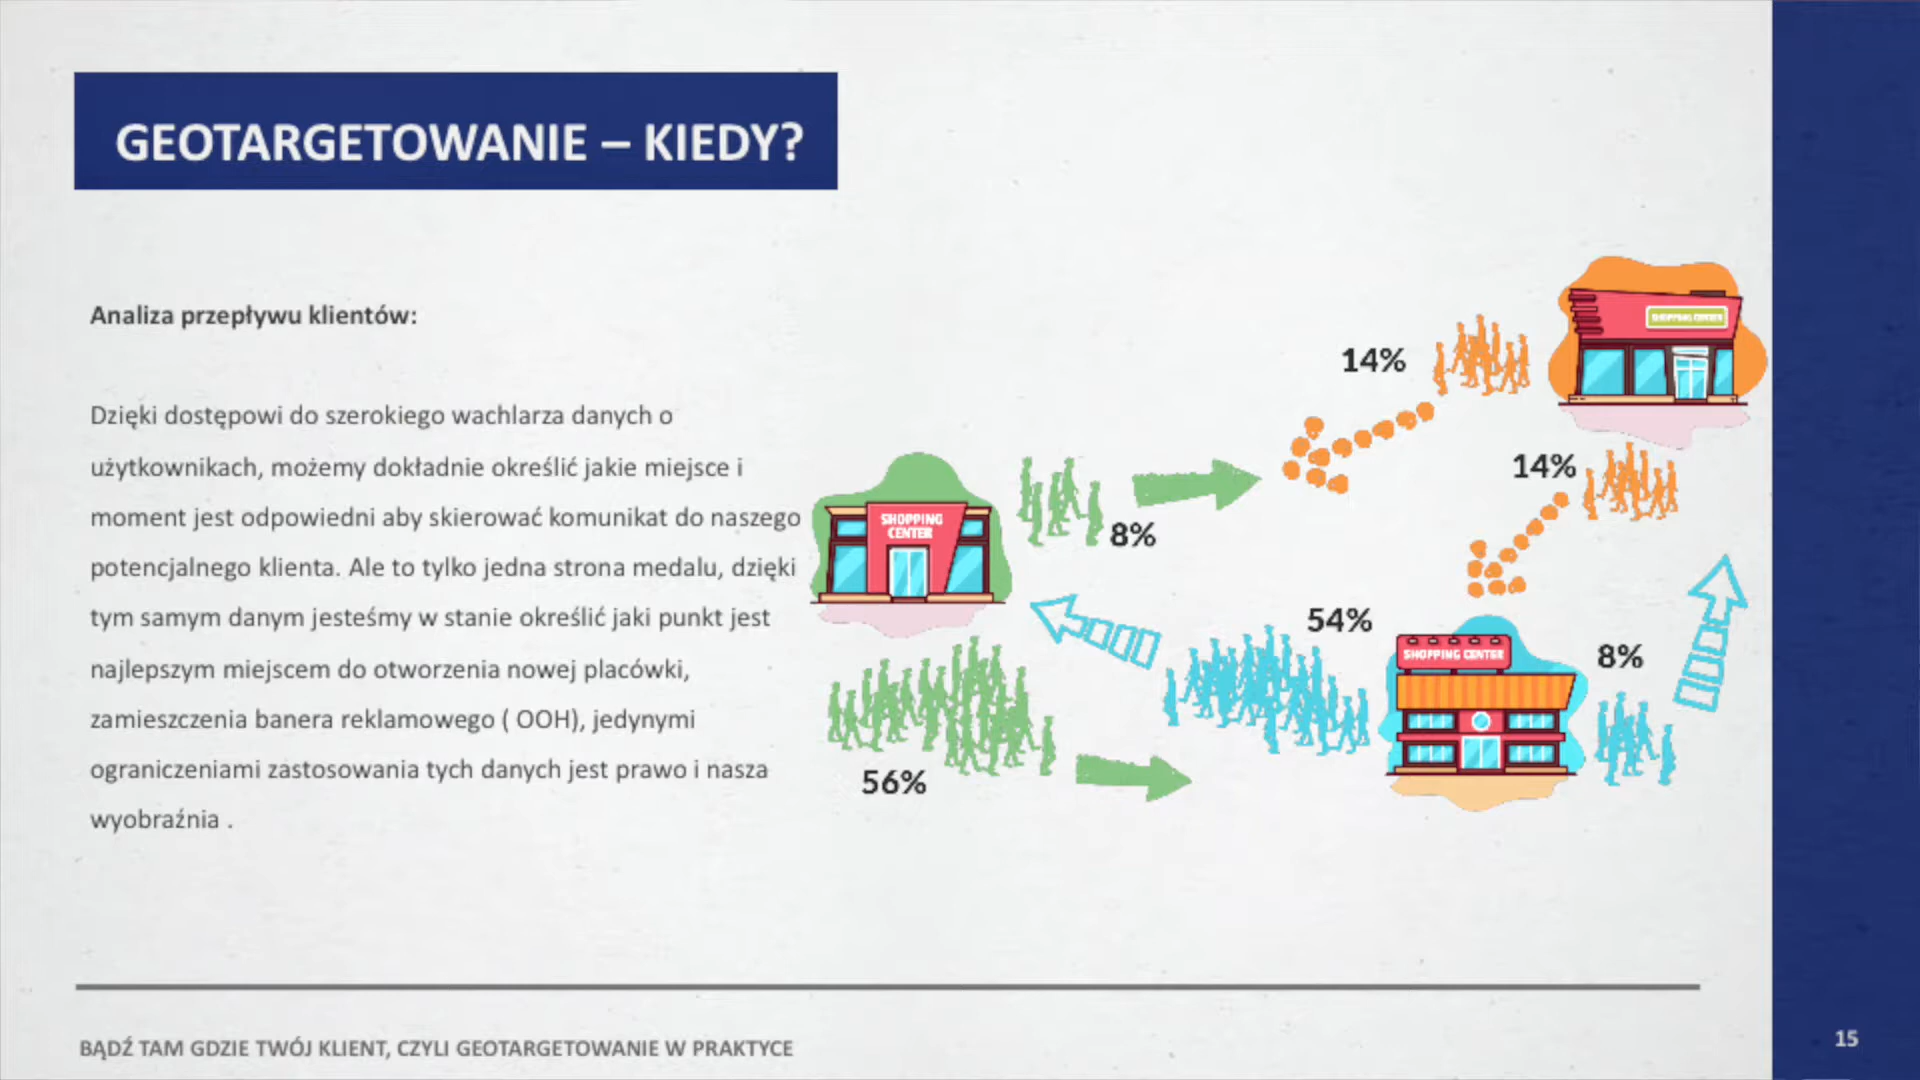 GEOTARGETOWANIE – KIEDY?
Analiza przepływu klientów:
Dzięki dostępowi do szerokiego wachlarza danych o
użytkownikach, możemy dokładnie określić jakie miejsce i
moment jest odpowiedni aby skierować komunikat do naszego
potencjalnego klienta. Ale to tylko jedna strona medalu, dzięki
tym samym danym jesteśmy w stanie określić jaki punkt jest
najlepszym miejscem do otworzenia nowej placówki,
zamieszczenia banera reklamowego ( OOH), jedynymi
ograniczeniami zastosowania tych danych jest prawo i nasza
wyobraźnia .
SHOPPING CENTER
14%
14%
SHOPPING
CENTER
8%
54%
SHOPPING CENTER
8%
56%
BĄDŹ TAM GDZIE TWÓJ KLIENT, CZYLI GEOTARGETOWANIE W PRAKTYCE
15